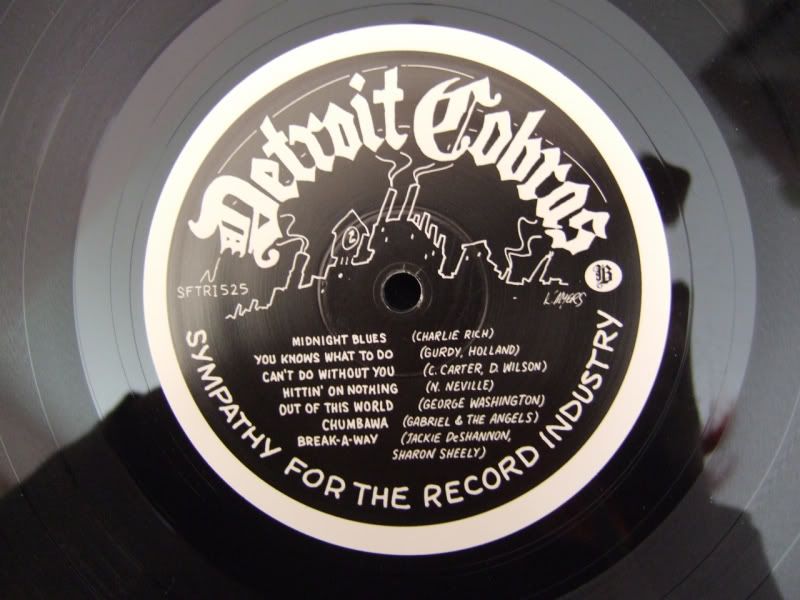 Detroit Cobras
2
SFTRI525
B
L. MYERS
MIDNIGHT BLUES (CHARLIE RICH)
YOU KNOWS WHAT TO DO (GURDY, HOLLAND)
CAN'T DO WITHOUT YOU (C. CARTER, D. WILSON)
HITTIN' ON NOTHING (N. NEVILLE)
OUT OF THIS WORLD (GEORGE WASHINGTON)
CHUMBAWA (GABRIEL & THE ANGELS)
BREAK-A-WAY (JACKIE DeSHANNON,
SHARON SHEELY)
SYMPATHY FOR THE RECORD INDUSTRY